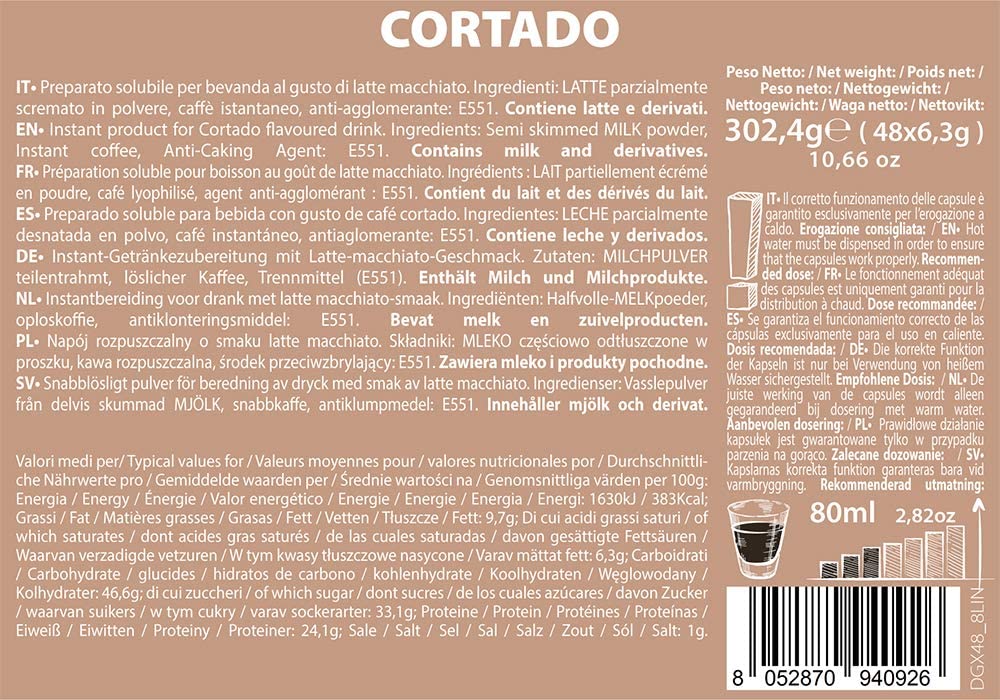 CORTADO
IT• Preparato solubile per bevanda al gusto di latte macchiato. Ingredienti: LATTE parzialmente
scremato in polvere, caffè istantaneo, anti-agglomerante: E551. Contiene latte e derivati.
EN• Instant product for Cortado flavoured drink. Ingredients: Semi skimmed MILK powder,
Instant coffee, Anti-Caking Agent: E551. Contains milk and derivatives.
FR• Préparation soluble pour boisson au goût de latte macchiato. Ingrédients : LAIT partiellement écrémé
en poudre, café lyophilisé, agent anti-agglomérant : E551. Contient du lait et des dérivés du lait.
ES• Preparado soluble para bebida con gusto de café cortado. Ingredientes: LECHE parcialmente
desnatada en polvo, café instantáneo, antiaglomerante: E551. Contiene leche y derivados.
DE• Instant-Getränkezubereitung mit Latte-macchiato-Geschmack. Zutaten: MILCHPULVER
teilentrahmt, löslicher Kaffee, Trennmittel (E551). Enthält Milch und Milchprodukte.
NL• Instantbereiding voor drank met latte macchiato-smaak. Ingrediënten: Halfvolle-MELKpoeder,
oploskoffie, antiklonteringsmiddel: E551. Bevat melk en zuivelproducten.
PL• Napój rozpuszczalny o smaku latte macchiato. Składniki: MLEKO częściowo odtłuszczone w
proszku, kawa rozpuszczalna, środek przeciwzbrylający: E551. Zawiera mleko i produkty pochodne.
SV• Snabblösligt pulver för beredning av dryck med smak av latte macchiato. Ingredienser: Vasslepulver
från delvis skummad MJÖLK, snabbkaffe, antiklumpmedel: E551. Innehåller mjölk och derivat.
Valori medi per/ Typical values for / Valeurs moyennes pour / valores nutricionales por / Durchschnittli-
che Nährwerte pro / Gemiddelde waarden per / Średnie wartości na / Genomsnittliga värden per 100g:
Energia / Energy / Énergie / Valor energético / Energie / Energie / Energia / Energi: 1630kJ / 383Kcal;
Grassi / Fat / Matières grasses / Grasas / Fett / Vetten / Tłuszcze / Fett: 9,7g; Di cui acidi grassi saturi / of
which saturates / dont acides gras saturés / de las cuales saturadas / davon gesättigte Fettsäuren /
Waarvan verzadigde vetzuren / W tym kwasy tłuszczowe nasycone / Varav mättat fett: 6,3g; Carboidrati
/ Carbohydrate / glucides / hidratos de carbono / kohlenhydrate / Koolhydraten / Węglowodany /
Kolhydrater: 46,6g; di cui zuccheri / of which sugar / dont sucres / de los cuales azúcares / davon Zucker
/ waarvan suikers / w tym cukry / varav sockerarter: 33,1g; Proteine / Protein / Protéines / Proteínas /
Eiweiß / Eiwitten / Proteiny / Proteiner: 24,1g; Sale / Salt / Sel / Sal / Salz / Zout / Sól / Salt: 1g.
Peso Netto: / Net weight: / Poids net: /
Peso neto: / Nettogewicht: /
Nettogewicht: / Waga netto: / Nettovikt:
302,4g℮ ( 48x6,3g )
10,66 oz
IT• Il corretto funzionamento delle capsule è
garantito esclusivamente per l'erogazione a
caldo. Erogazione consigliata: / EN• Hot
water must be dispensed in order to ensure
that the capsules work properly. Recommen-
ded dose: / FR• Le fonctionnement adéquat
des capsules est uniquement garanti pour la
distribution à chaud. Dose recommandée: /
ES• Se garantiza el funcionamiento correcto de las
cápsulas exclusivamente para el uso en caliente.
Dosis recomendada: / DE• Die korrekte Funktion
der Kapseln ist nur bei Verwendung von heißem
Wasser sichergestellt. Empfohlene Dosis: / NL• De
juiste werking van de capsules wordt alleen
gegarandeerd bij dosering met warm water.
Aanbevolen dosering: / PL• Prawidłowe działanie
kapsułek jest gwarantowane tylko w przypadku
parzenia na gorąco. Zalecane dozowanie: / SV•
Kapslarnas korrekta funktion garanteras bara vid
varmbryggning. Rekommenderad utmatning:
80ml 2,82oz
8 052870 940926
DGX48_8LIN